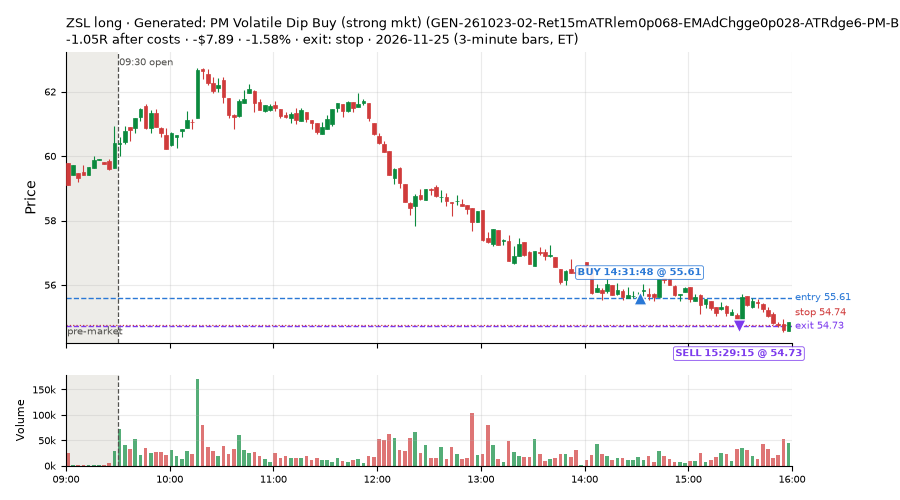 ZSL long · Generated: PM Volatile Dip Buy (strong mkt) (GEN-261023-02-Ret15mATRlem0p068-EMAdChgge0p028-ATRdge6-PM-B
-1.05R after costs · -$7.89 · -1.58% · exit: stop · 2026-11-25 (3-minute bars, ET)
09:30 open
62
60
58
56
Price
BUY 14:31:48 @ 55.61
entry 55.61
stop 54.74
exit 54.73
pre-market
SELL 15:29:15 @ 54.73
150k
100k
50k
0k
Volume
09:00
10:00
11:00
12:00
13:00
14:00
15:00
16:00